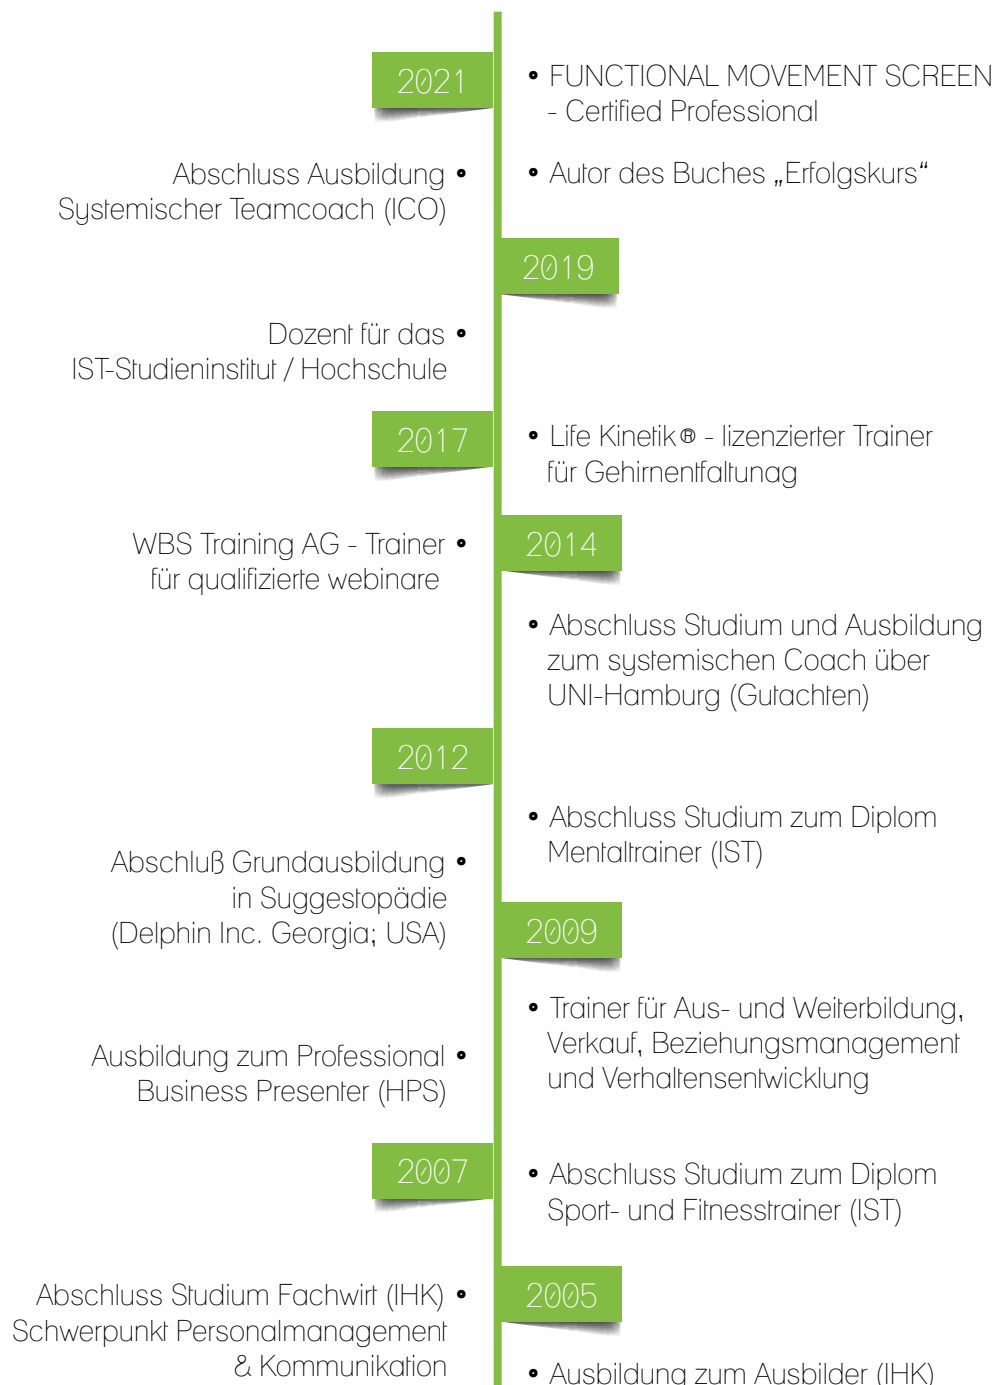 2021
• FUNCTIONAL MOVEMENT SCREEN
- Certified Professional
Abschluss Ausbildung •
Systemischer Teamcoach (ICO)
• Autor des Buches „Erfolgskurs“
2019
Dozent für das •
IST-Studieninstitut / Hochschule
2017
• Life Kinetik® - lizenzierter Trainer
für Gehirnentfaltunag
WBS Training AG - Trainer •
für qualifizierte webinare
2014
• Abschluss Studium und Ausbildung
zum systemischen Coach über
UNI-Hamburg (Gutachten)
2012
• Abschluss Studium zum Diplom
Mentaltrainer (IST)
Abschluß Grundausbildung •
in Suggestopädie
(Delphin Inc. Georgia; USA)
2009
• Trainer für Aus- und Weiterbildung,
Verkauf, Beziehungsmanagement
und Verhaltensentwicklung
Ausbildung zum Professional •
Business Presenter (HPS)
2007
• Abschluss Studium zum Diplom
Sport- und Fitnesstrainer (IST)
Abschluss Studium Fachwirt (IHK) •
Schwerpunkt Personalmanagement
& Kommunikation
2005
• Ausbildung zum Ausbilder (IHK)